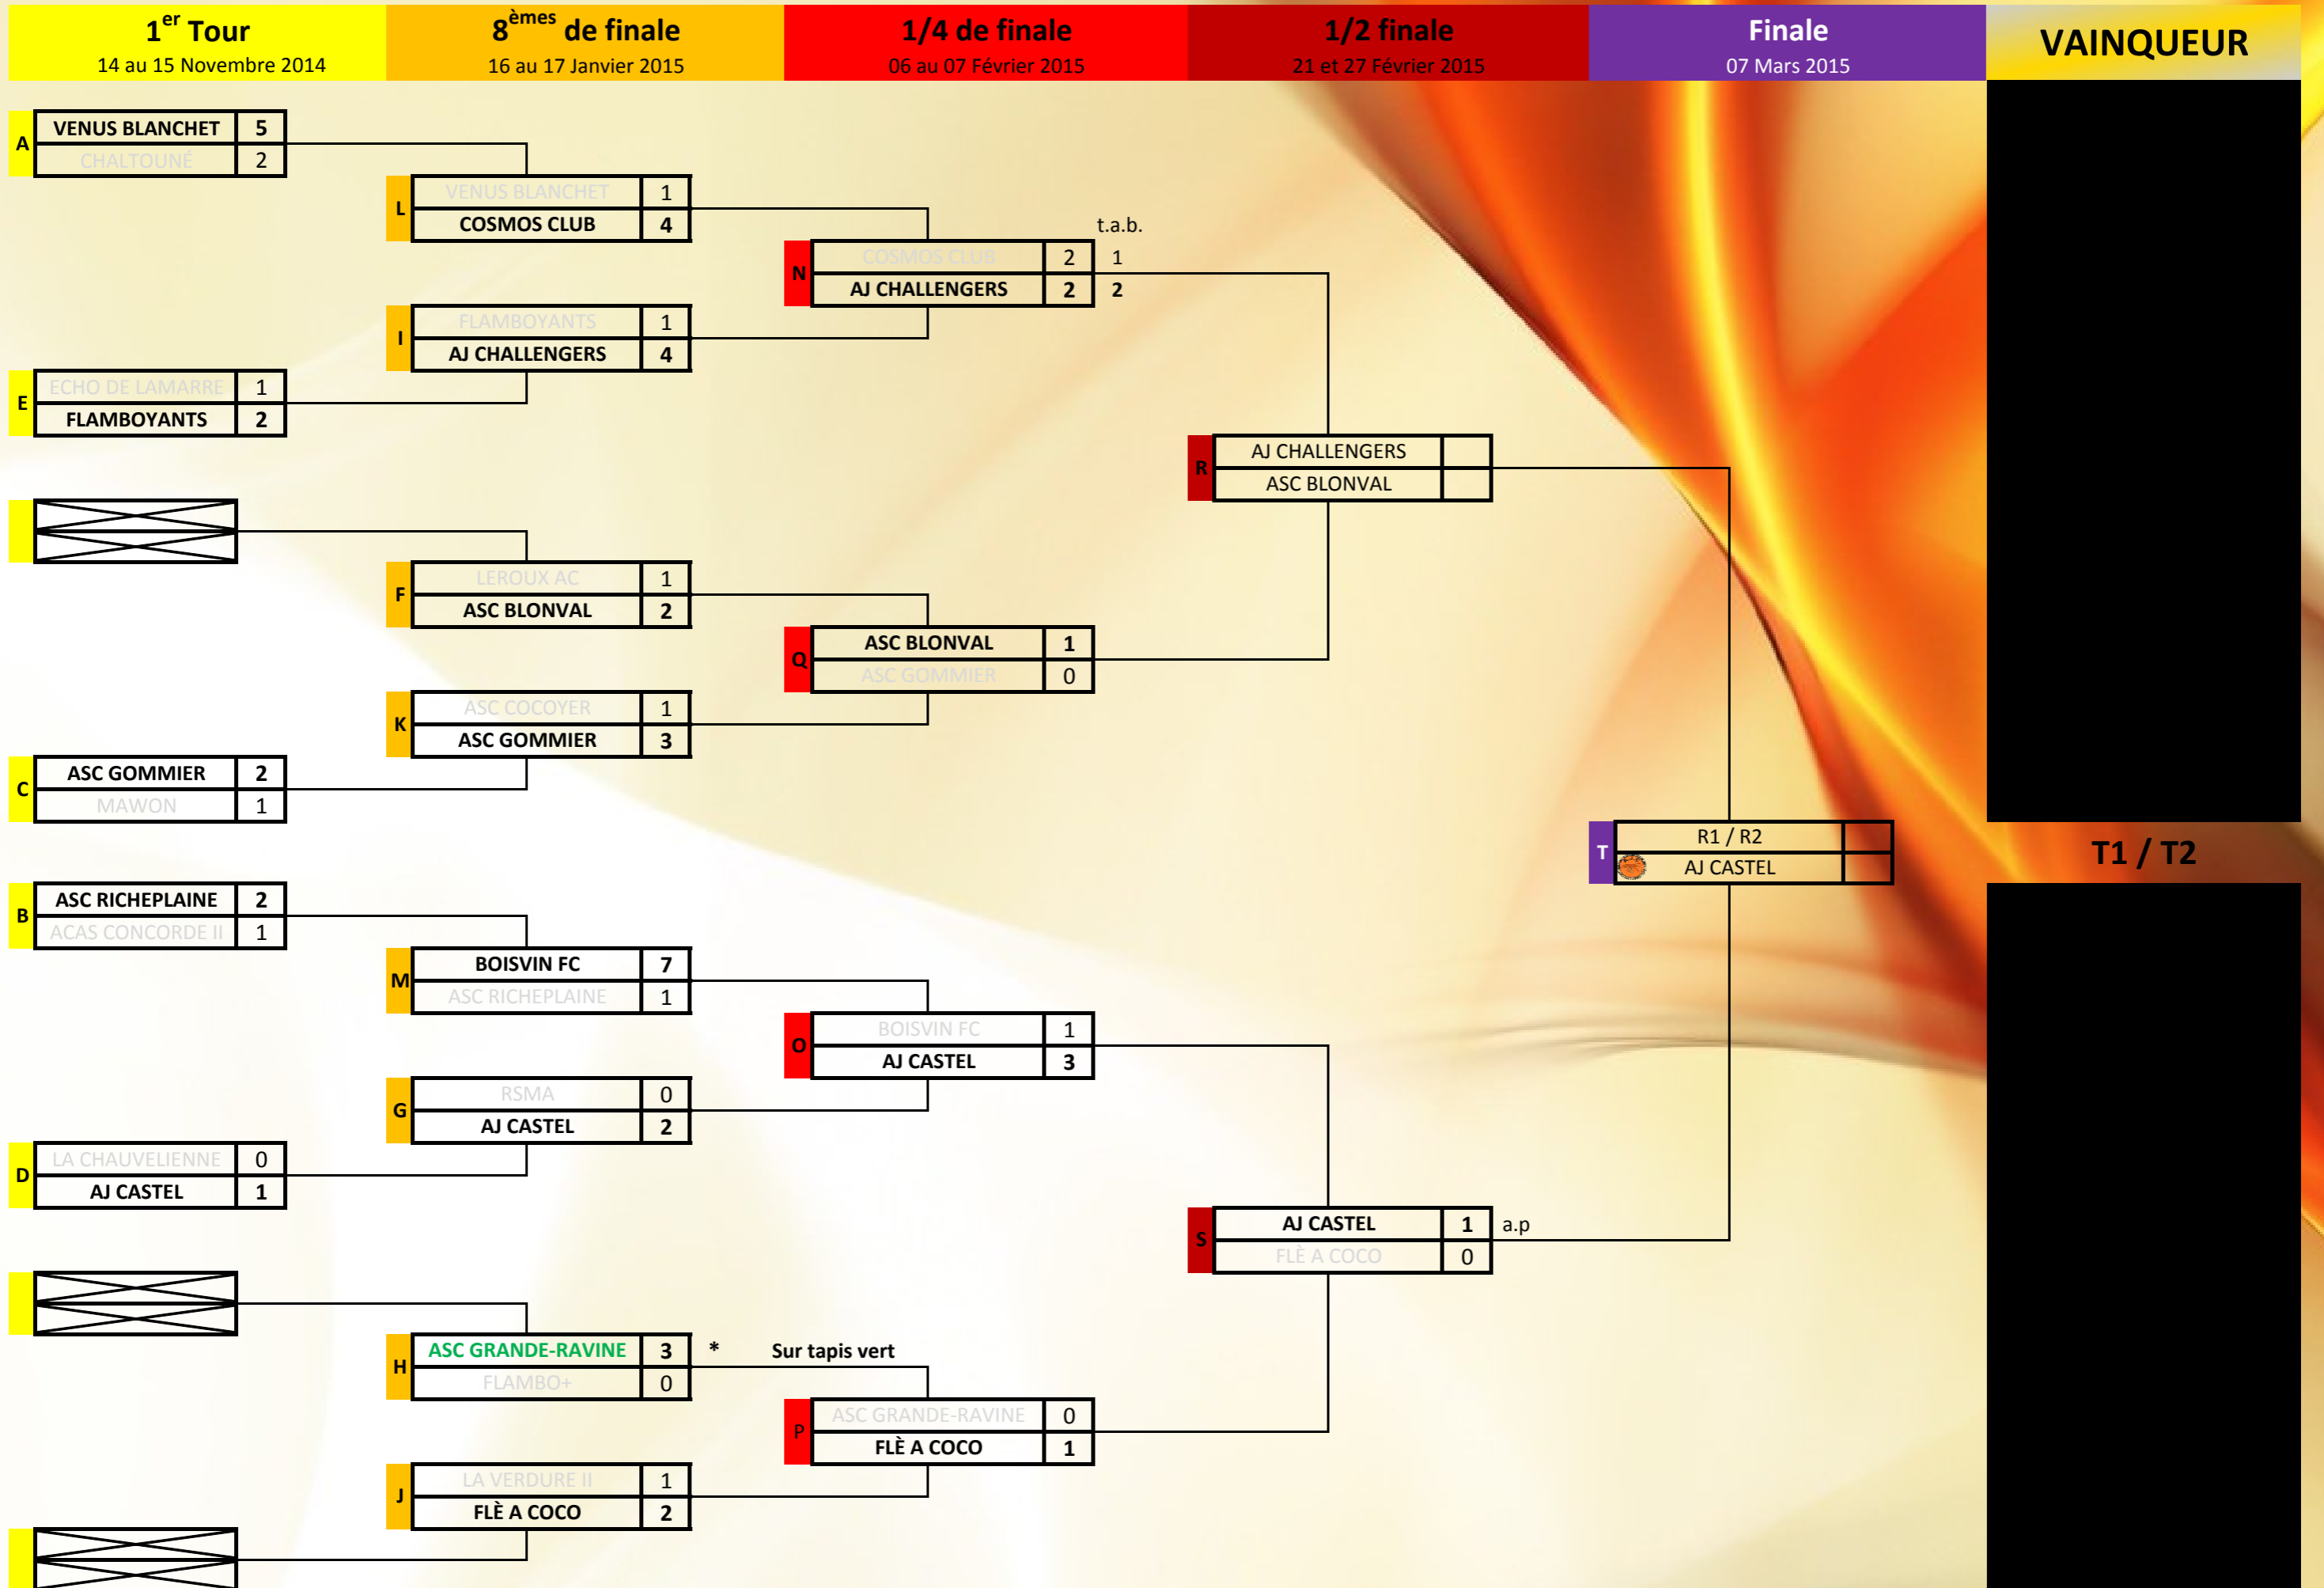 1er Tour
14 au 15 Novembre 2014
8èmes de finale
16 au 17 Janvier 2015
1/4 de finale
06 au 07 Février 2015
1/2 finale
21 et 27 Février 2015
Finale
07 Mars 2015
VAINQUEUR
A
VENUS BLANCHET 5
CHALTOUNÉ 2
E
ECHO DE LAMARRE 1
FLAMBOYANTS 2
C
ASC GOMMIER 2
MAWON 1
B
ASC RICHEPLAINE 2
ACAS CONCORDE II 1
D
LA CHAUVELIENNE 0
AJ CASTEL 1
L
VENUS BLANCHET 1
COSMOS CLUB 4
I
FLAMBOYANTS 1
AJ CHALLENGERS 4
F
LEROUX AC 1
ASC BLONVAL 2
K
ASC COCOYER 1
ASC GOMMIER 3
M
BOISVIN FC 7
ASC RICHEPLAINE 1
G
RSMA 0
AJ CASTEL 2
H
ASC GRANDE-RAVINE 3 * Sur tapis vert
FLAMBO+ 0
J
LA VERDURE II 1
FLÈ A COCO 2
t.a.b.
N
COSMOS CLUB 2 1
AJ CHALLENGERS 2 2
Q
ASC BLONVAL 1
ASC GOMMIER 0
O
BOISVIN FC 1
AJ CASTEL 3
P
ASC GRANDE-RAVINE 0
FLÈ A COCO 1
R
AJ CHALLENGERS
ASC BLONVAL
S
AJ CASTEL 1 a.p
FLÈ A COCO 0
T
R1 / R2
AJ CASTEL
T1 / T2